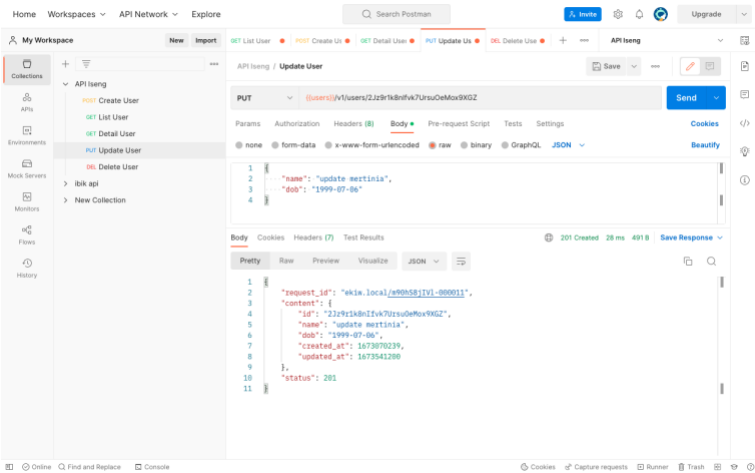 Home Workspaces API Network Explore Search Postman Invite Upgrade
My Workspace New Import GET List User POST Create Us GET Detail User PUT Update Us DEL Delete Use API Iseng
Collections
APIs
Environments
Mock Servers
Monitors
Flows
History
API Iseng
POST Create User
GET List User
GET Detail User
PUT Update User
DEL Delete User
ibik api
New Collection
API Iseng / Update User Save
PUT {{users}}/v1/users/2Jz9r1k8nIfvk7UrsuOeMox9XGZ Send
Params Authorization Headers (8) Body Pre-request Script Tests Settings Cookies
none form-data x-www-form-urlencoded raw binary GraphQL JSON Beautify
1 {
2 "name": "update mertinia",
3 "dob": "1999-07-06"
4 }
Body Cookies Headers (7) Test Results 201 Created 28 ms 491 B Save Response
Pretty Raw Preview Visualize JSON
1 {
2 "request_id": "ekiw.local/m90hSBjIVl-000011",
3 "content": {
4 "id": "2Jz9r1k8nIfvk7UrsuOeMox9XGZ",
5 "name": "update mertinia",
6 "dob": "1999-07-06",
7 "created_at": 1673070239,
8 "updated_at": 1673541200
9 },
10 "status": 201
11 }
Online Find and Replace Console Cookies Capture requests Runner Trash